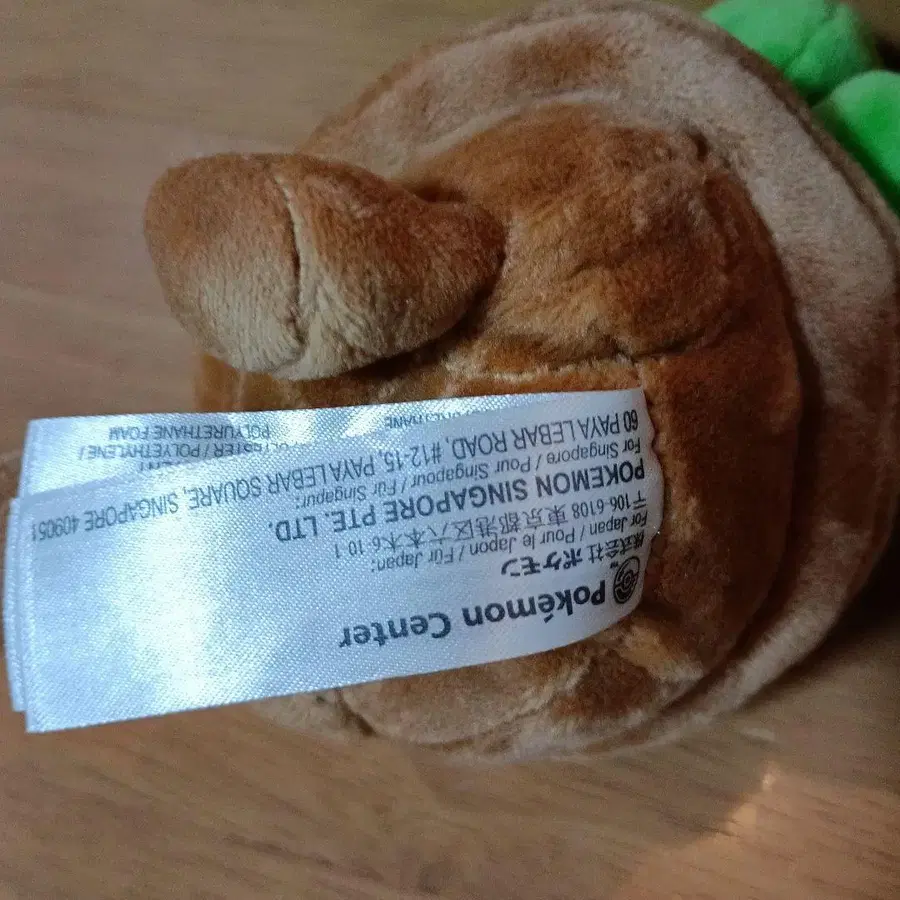 Pokémon Center
株式会社ポケモン
For Japan / Pour le Japon / Für Japan:
〒106-6108 東京都港区六本木6-10-1
POKEMON SINGAPORE PTE. LTD.
For Singapore / Pour Singapour / Für Singapur:
60 PAYA LEBAR ROAD, #12-15, PAYA LEBAR SQUARE, SINGAPORE 409051
POLYETHYLENE /
POLYURETHANE FOAM